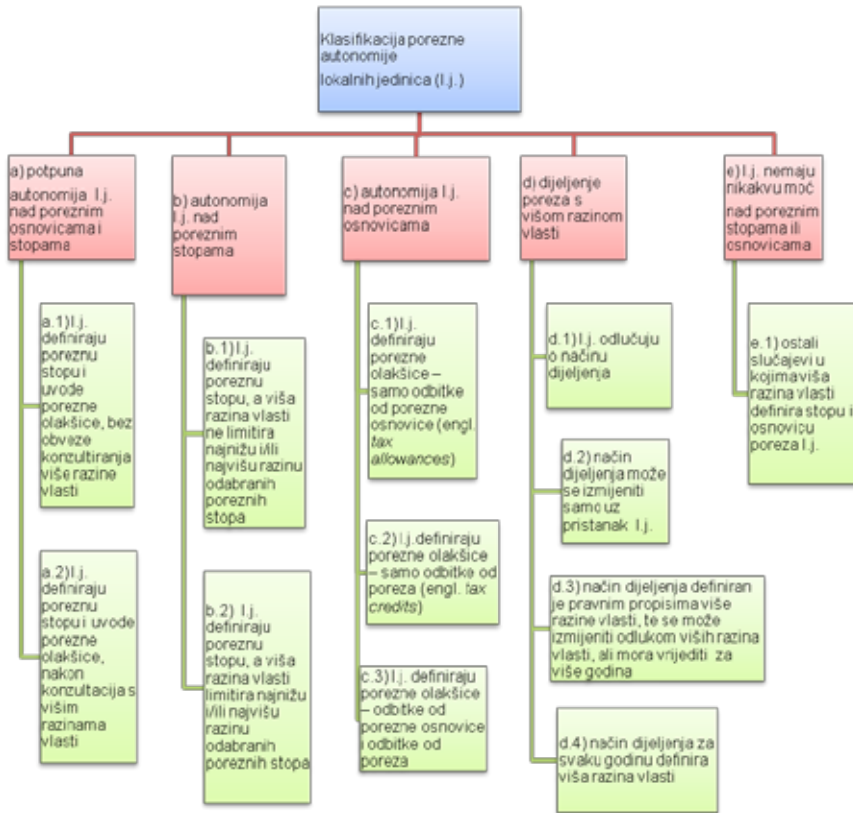 Klasifikacija porezne
autonomije
lokalnih jedinica (l.j.)
a) potpuna
autonomija l.j.
nad poreznim
osnovicama i
stopama
b) autonomija
l.j. nad
poreznim
stopama
c) autonomija l.j.
nad poreznim
osnovicama
d) dijeljenje
poreza s
višom razinom
vlasti
e) l.j. nemaju
nikakvu moć
nad poreznim
stopama ili
osnovicama
a.1) l.j.
definiraju
poreznu
stopu i
uvode
porezne
olakšice, bez
obveze
konzultiranja
više razine
vlasti
a.2) l.j.
definiraju
poreznu
stopu i uvode
porezne
olakšice,
nakon
konzultacija s
višim
razinama
vlasti
b.1) l.j.
definiraju
poreznu
stopu, a viša
razina vlasti
ne limitira
najnižu i/ili
najvišu razinu
odabranih
poreznih
stopa
b.2) l.j.
definiraju
poreznu
stopu, a viša
razina vlasti
limitira najnižu
i/ili najvišu
razinu
odabranih
poreznih stopa
c.1) l.j.
definiraju
porezne
olakšice –
samo odbitke
od porezne
osnovice (engl.
tax
allowances)
c.2) l.j. definiraju
porezne olakšice
– samo odbitke od
poreza (engl. tax
credits)
c.3) l.j. definiraju
porezne olakšice
– odbitke od
porezne osnovice
i odbitke od
poreza
d.1) l.j. odlučuju
o načinu
dijeljenja
d.2) način
dijeljenja može
se izmijeniti
samo uz
pristanak l.j.
d.3) način dijeljenja definiran
je pravnim propisima više
razine vlasti, te se može
izmijeniti odlukom viših razina
vlasti, ali mora vrijediti za
više godina
d.4) način dijeljenja za
svaku godinu definira
viša razina vlasti
e.1) ostali
slučajevi u
kojima viša
razina vlasti
definira stopu i
osnovicu
poreza l.j.